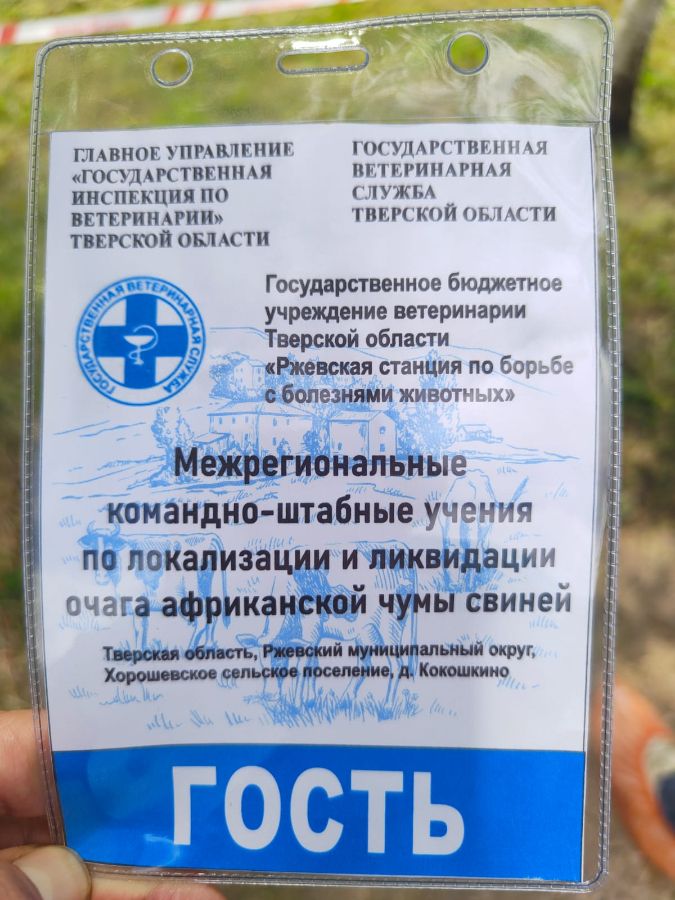 ГЛАВНОЕ УПРАВЛЕНИЕ
«ГОСУДАРСТВЕННАЯ
ИНСПЕКЦИЯ ПО
ВЕТЕРИНАРИИ»
ТВЕРСКОЙ ОБЛАСТИ
ГОСУДАРСТВЕННАЯ
ВЕТЕРИНАРНАЯ
СЛУЖБА
ТВЕРСКОЙ ОБЛАСТИ
ГОСУДАРСТВЕННАЯ ВЕТЕРИНАРНАЯ СЛУЖБА
Государственное бюджетное
учреждение ветеринарии
Тверской области
«Ржевская станция по борьбе
с болезнями животных»
Межрегиональные
командно-штабные учения
по локализации и ликвидации
очага африканской чумы свиней
Тверская область, Ржевский муниципальный округ,
Хорошевское сельское поселение, д. Кокошкино
ГОСТЬ